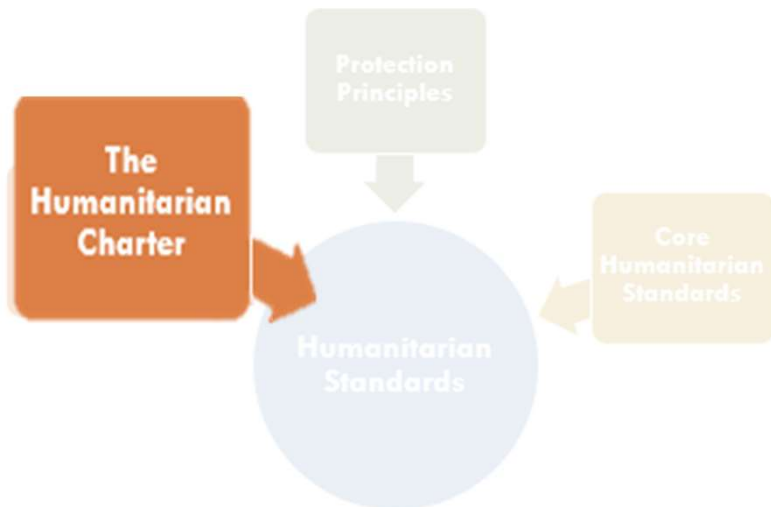 Protection
Principles
The
Humanitarian
Charter
Core
Humanitarian
Standards
Humanitarian
Standards